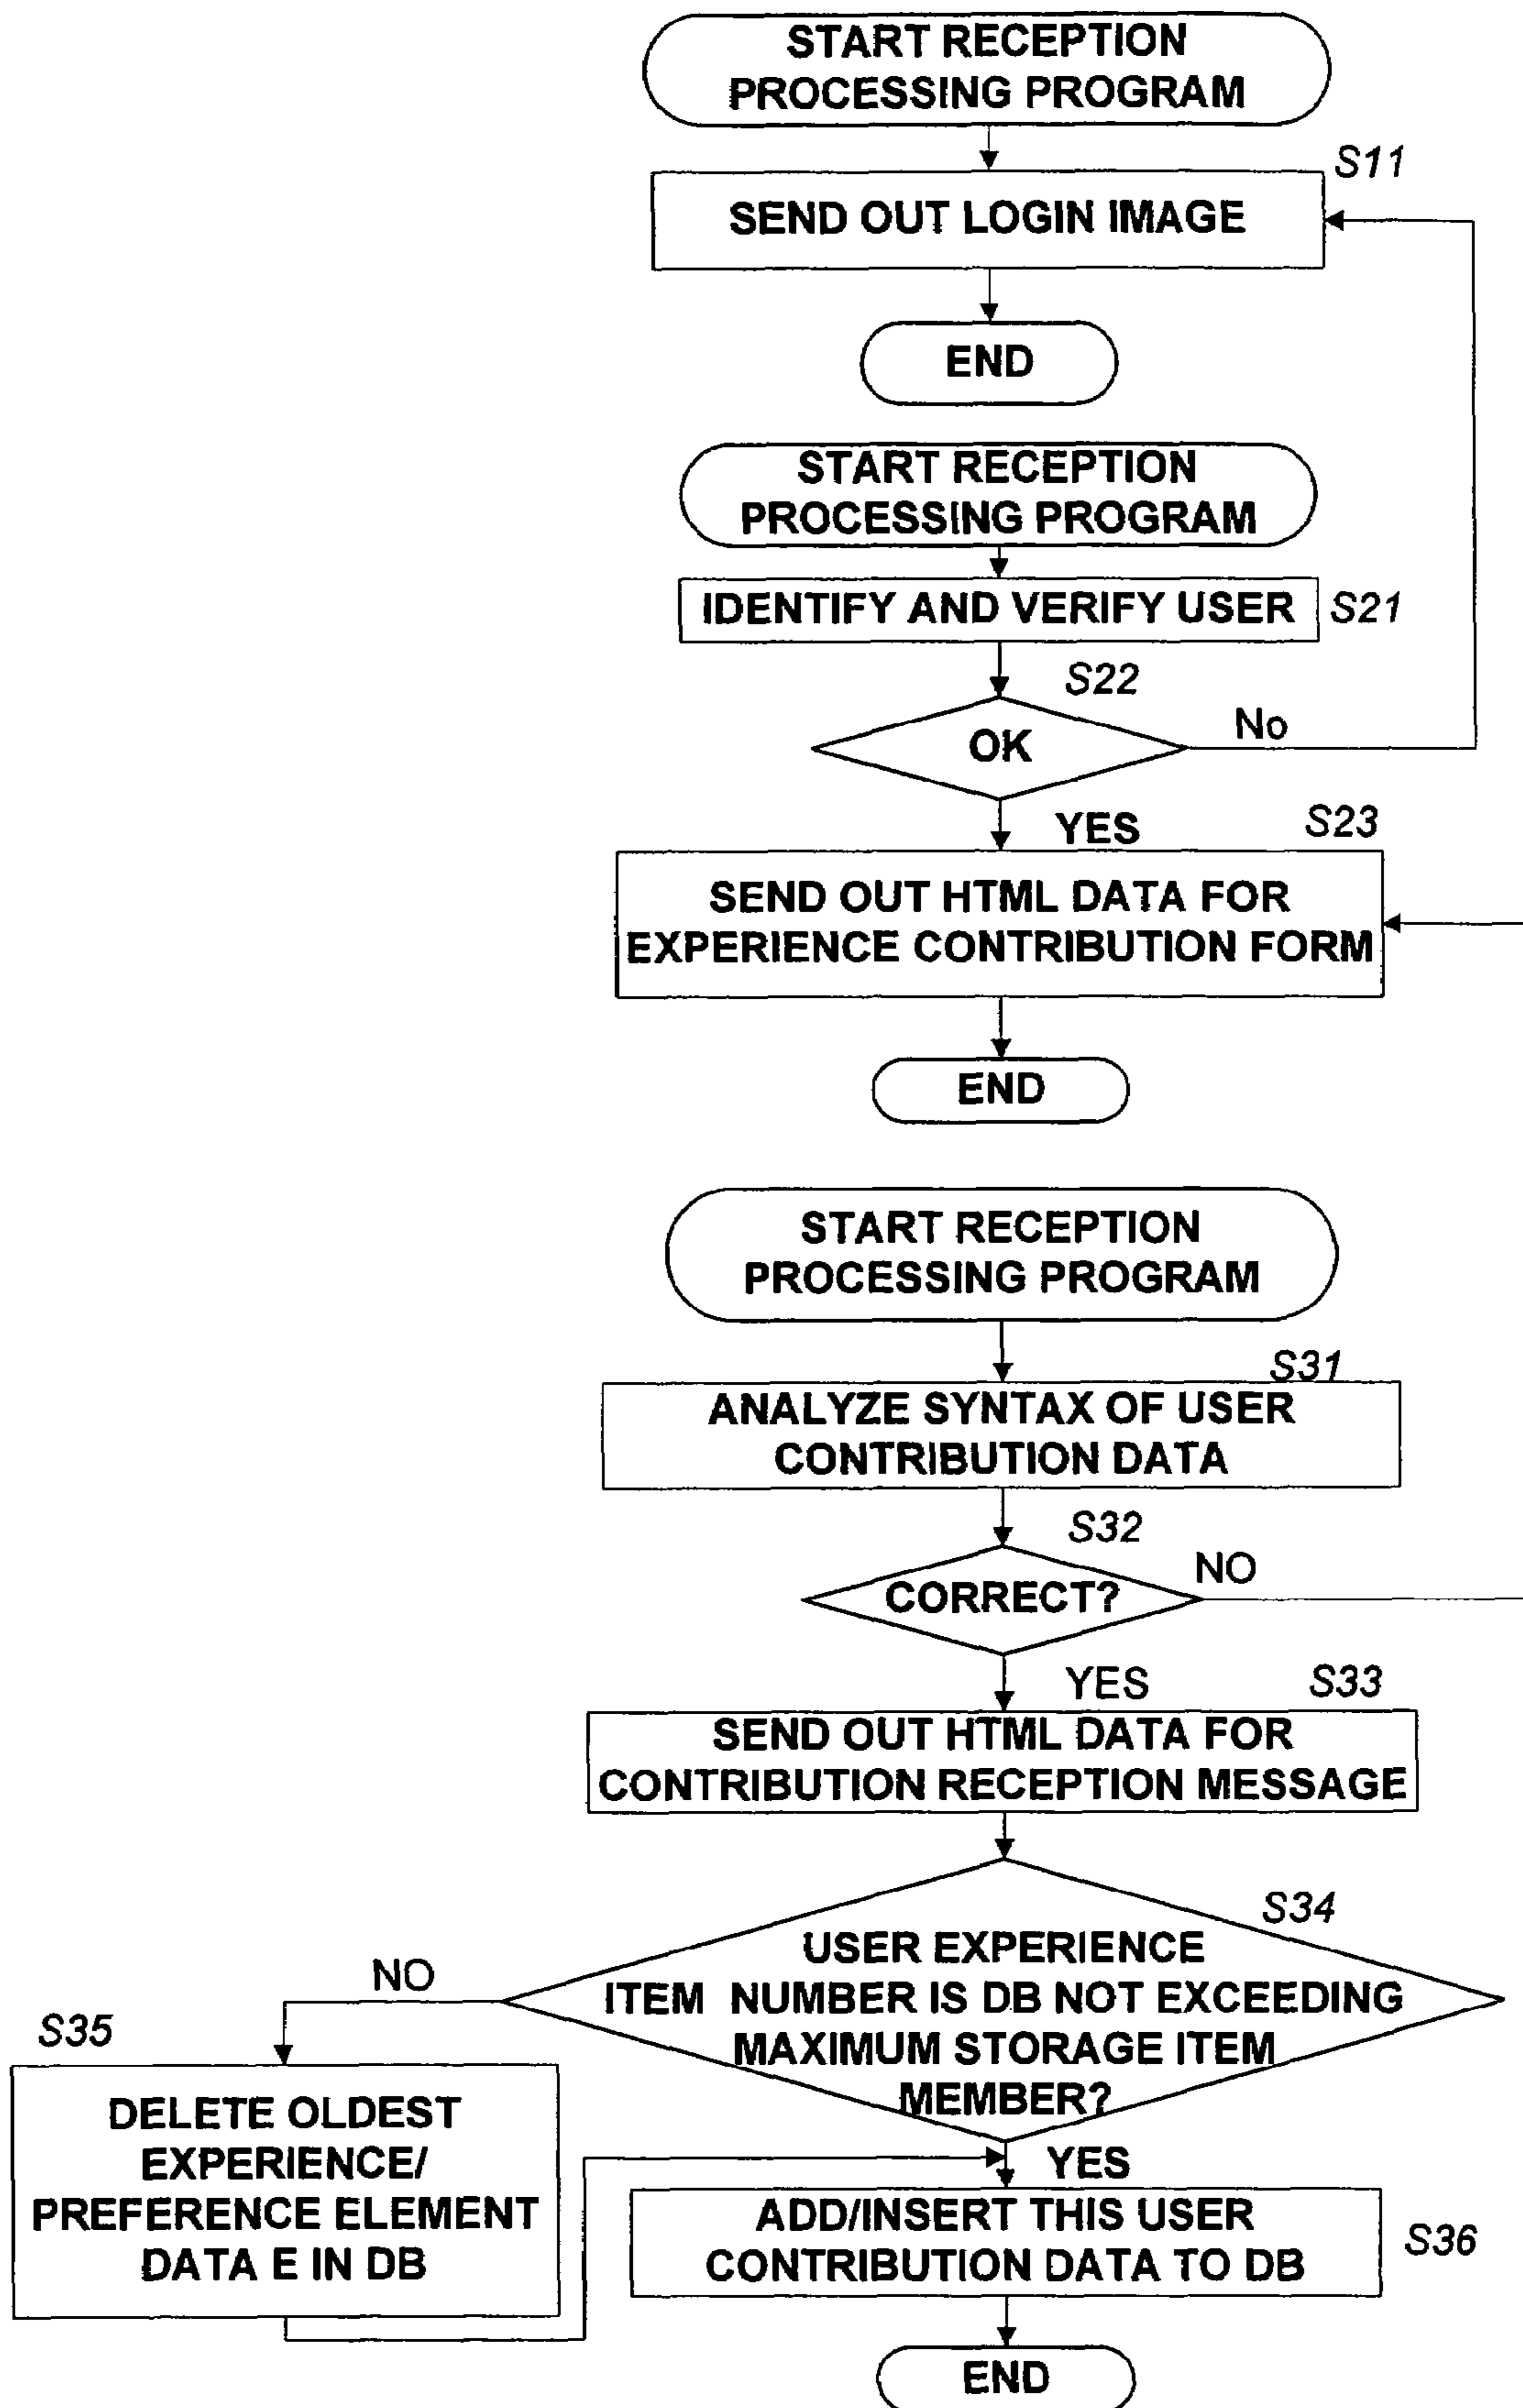 START RECEPTION
PROCESSING PROGRAM
S11
SEND OUT LOGIN IMAGE
END
START RECEPTION
PROCESSING PROGRAM
IDENTIFY AND VERIFY USER
S21
S22
OK
No
YES
S23
SEND OUT HTML DATA FOR
EXPERIENCE CONTRIBUTION FORM
END
START RECEPTION
PROCESSING PROGRAM
S31
ANALYZE SYNTAX OF USER
CONTRIBUTION DATA
S32
CORRECT?
NO
YES
S33
SEND OUT HTML DATA FOR
CONTRIBUTION RECEPTION MESSAGE
S34
USER EXPERIENCE
ITEM NUMBER IS DB NOT EXCEEDING
MAXIMUM STORAGE ITEM
MEMBER?
NO
S35
DELETE OLDEST
EXPERIENCE/
PREFERENCE ELEMENT
DATA E IN DB
YES
ADD/INSERT THIS USER
CONTRIBUTION DATA TO DB
S36
END